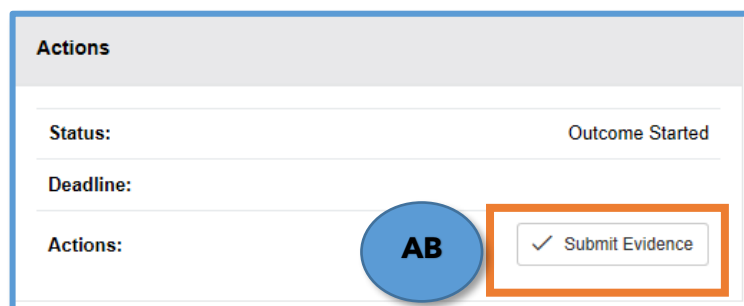 Actions
Status: Outcome Started
Deadline:
Actions: AB Submit Evidence